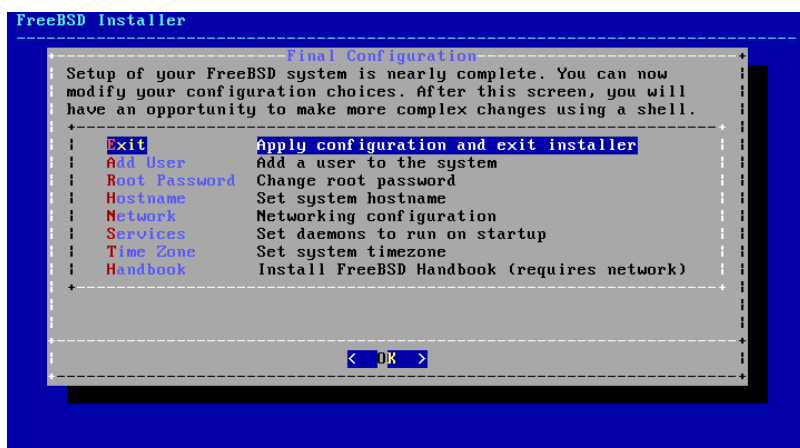 FreeBSD Installer
Final Configuration
Setup of your FreeBSD system is nearly complete. You can now
modify your configuration choices. After this screen, you will
have an opportunity to make more complex changes using a shell.
Exit Apply configuration and exit installer
Add User Add a user to the system
Root Password Change root password
Hostname Set system hostname
Network Networking configuration
Services Set daemons to run on startup
Time Zone Set system timezone
Handbook Install FreeBSD Handbook (requires network)
< OK >